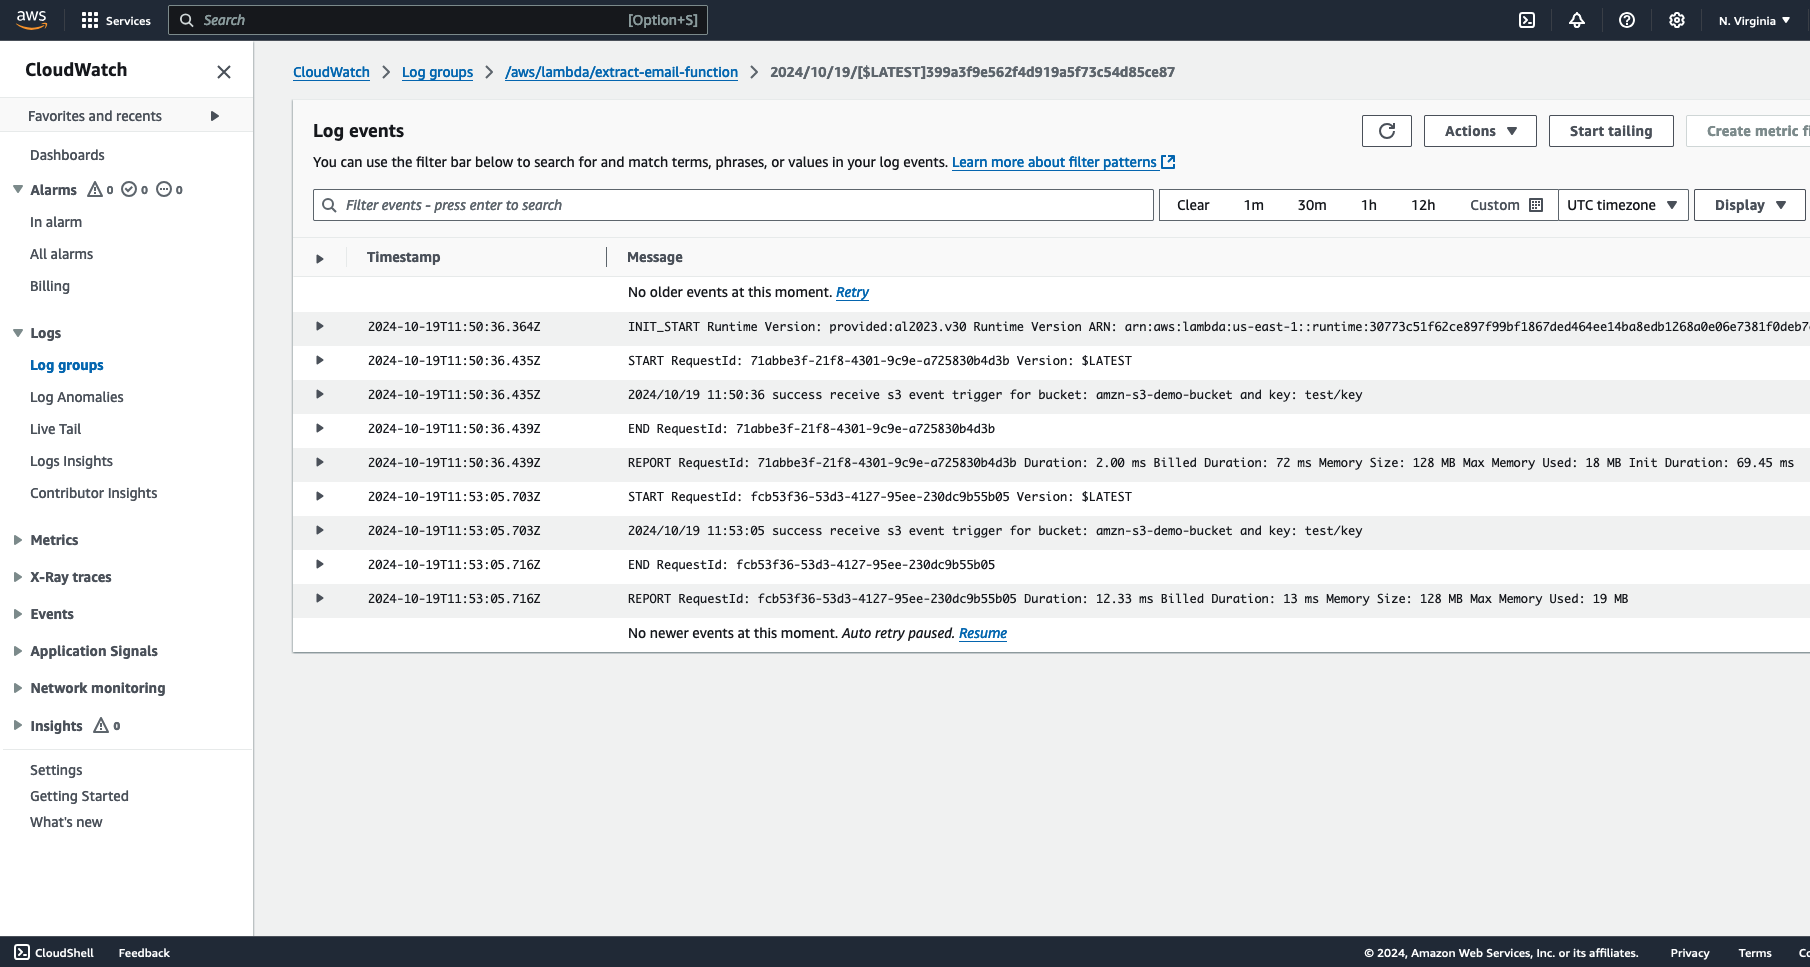 aws
Services
Search
[Option+S]
N. Virginia
CloudWatch
Favorites and recents
Dashboards
Alarms 0 0 0
In alarm
All alarms
Billing
Logs
Log groups
Log Anomalies
Live Tail
Logs Insights
Contributor Insights
Metrics
X-Ray traces
Events
Application Signals
Network monitoring
Insights 0
Settings
Getting Started
What's new
CloudWatch > Log groups > /aws/lambda/extract-email-function > 2024/10/19/[$LATEST]399a3f9e562f4d919a5f73c54d85ce87
Log events
Actions
Start tailing
Create metric fi
You can use the filter bar below to search for and match terms, phrases, or values in your log events. Learn more about filter patterns
Filter events - press enter to search
Clear 1m 30m 1h 12h Custom
UTC timezone
Display
Timestamp Message
No older events at this moment. Retry
2024-10-19T11:50:36.364Z INIT_START Runtime Version: provided:al2023.v30 Runtime Version ARN: arn:aws:lambda:us-east-1::runtime:30773c51f62ce897f99bf1867ded464ee14ba8edb1268a0e06e7381f0deb7
2024-10-19T11:50:36.435Z START RequestId: 71abbe3f-21f8-4301-9c9e-a725830b4d3b Version: $LATEST
2024-10-19T11:50:36.435Z 2024/10/19 11:50:36 success receive s3 event trigger for bucket: amzn-s3-demo-bucket and key: test/key
2024-10-19T11:50:36.439Z END RequestId: 71abbe3f-21f8-4301-9c9e-a725830b4d3b
2024-10-19T11:50:36.439Z REPORT RequestId: 71abbe3f-21f8-4301-9c9e-a725830b4d3b Duration: 2.00 ms Billed Duration: 72 ms Memory Size: 128 MB Max Memory Used: 18 MB Init Duration: 69.45 ms
2024-10-19T11:53:05.703Z START RequestId: fcb53f36-53d3-4127-95ee-230dc9b55b05 Version: $LATEST
2024-10-19T11:53:05.703Z 2024/10/19 11:53:05 success receive s3 event trigger for bucket: amzn-s3-demo-bucket and key: test/key
2024-10-19T11:53:05.716Z END RequestId: fcb53f36-53d3-4127-95ee-230dc9b55b05
2024-10-19T11:53:05.716Z REPORT RequestId: fcb53f36-53d3-4127-95ee-230dc9b55b05 Duration: 12.33 ms Billed Duration: 13 ms Memory Size: 128 MB Max Memory Used: 19 MB
No newer events at this moment. Auto retry paused. Resume
CloudShell Feedback
© 2024, Amazon Web Services, Inc. or its affiliates. Privacy Terms